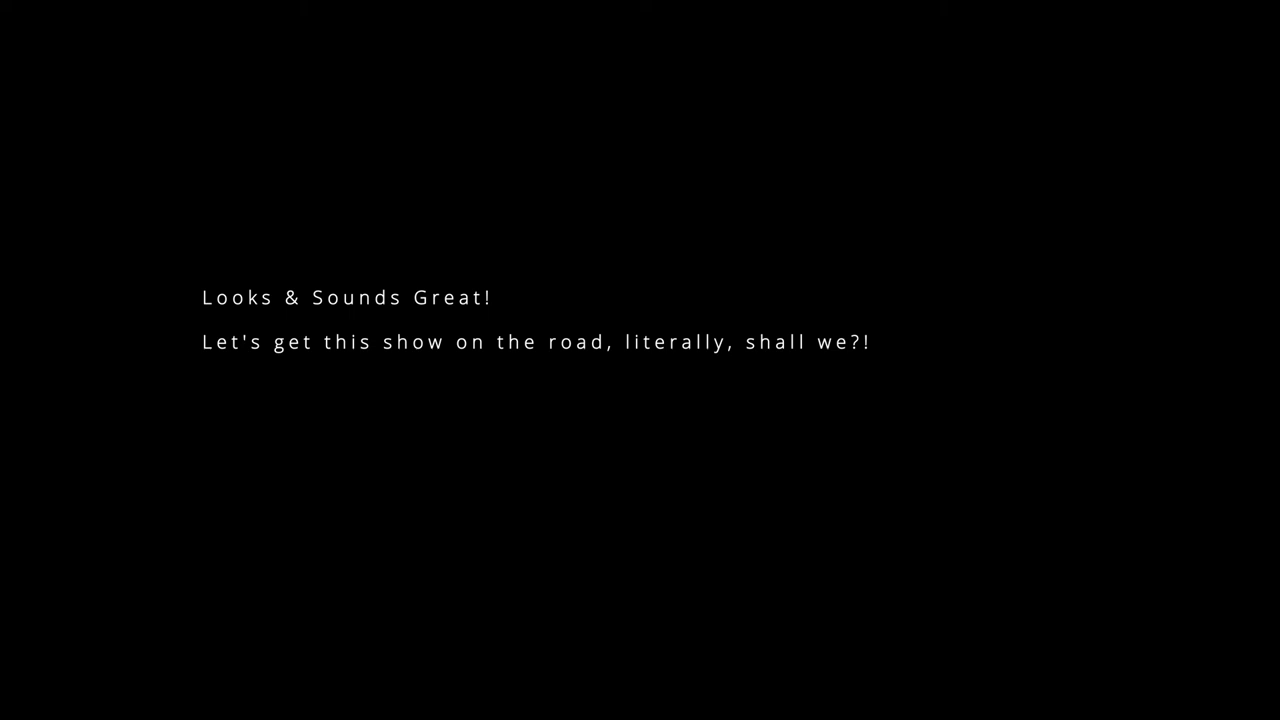 Looks & Sounds Great!
Let's get this show on the road, literally, shall we?!